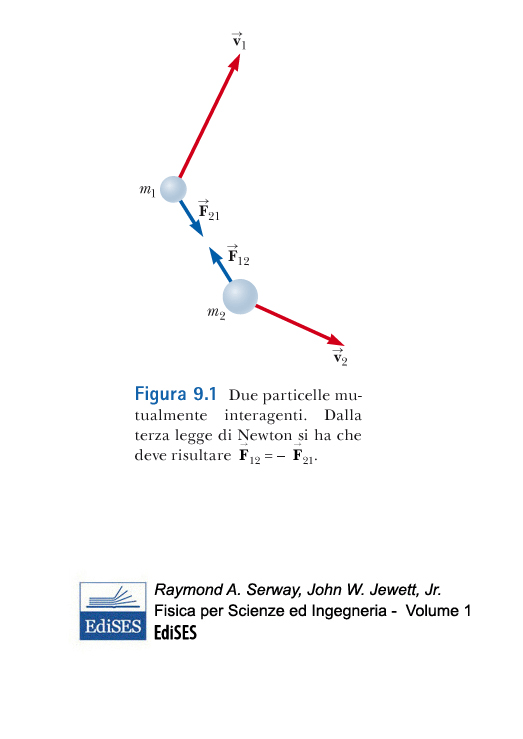 v⃗₁
m₁
F⃗₂₁
F⃗₁₂
m₂
v⃗₂
Figura 9.1 Due particelle mu-
tualmente interagenti. Dalla
terza legge di Newton si ha che
deve risultare F⃗₁₂ = – F⃗₂₁.
Raymond A. Serway, John W. Jewett, Jr.
Fisica per Scienze ed Ingegneria - Volume 1
EdiSES
EdiSES